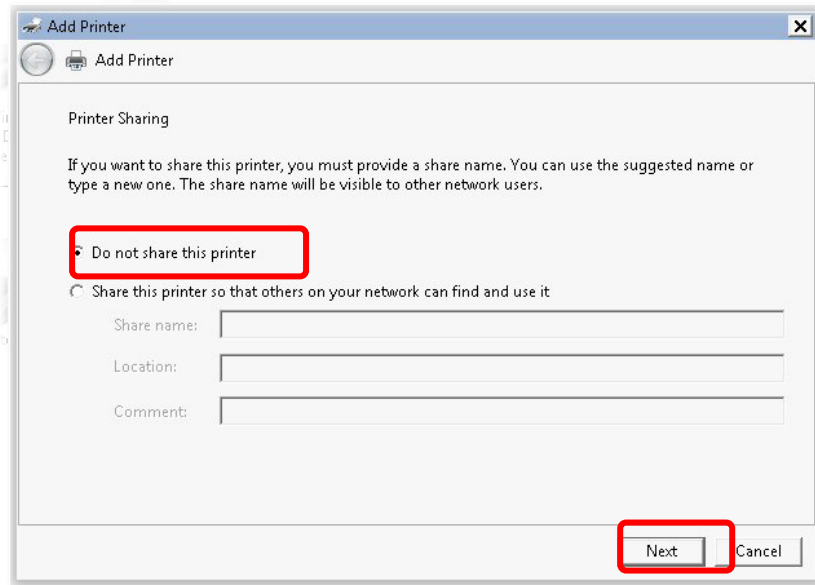 Add Printer
Add Printer
Printer Sharing
If you want to share this printer, you must provide a share name. You can use the suggested name or
type a new one. The share name will be visible to other network users.
Do not share this printer
Share this printer so that others on your network can find and use it
Share name:
Location:
Comment:
Next
Cancel